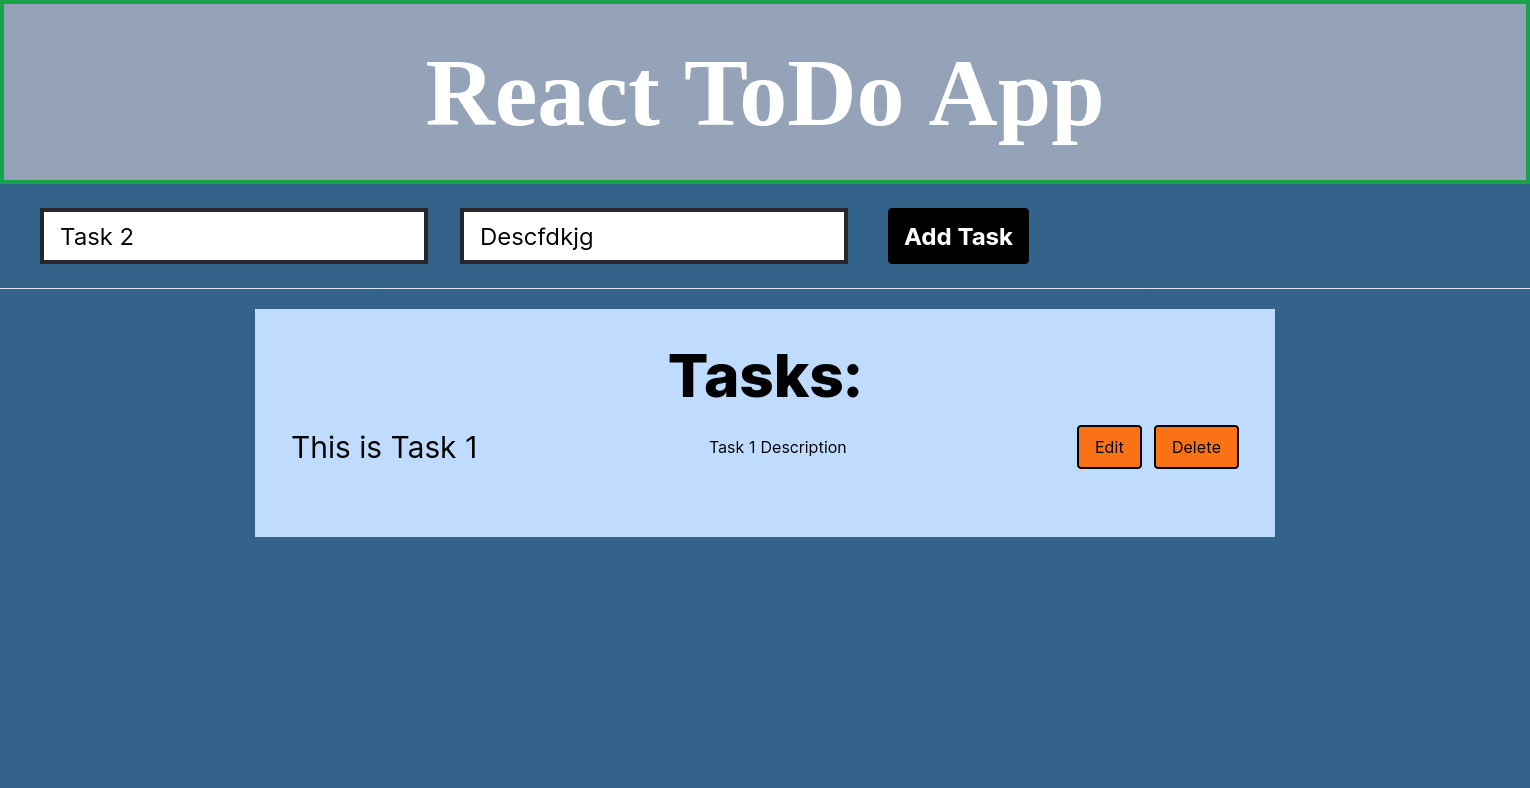 React ToDo App
Task 2 Descfdkjg Add Task
Tasks:
This is Task 1 Task 1 Description Edit Delete